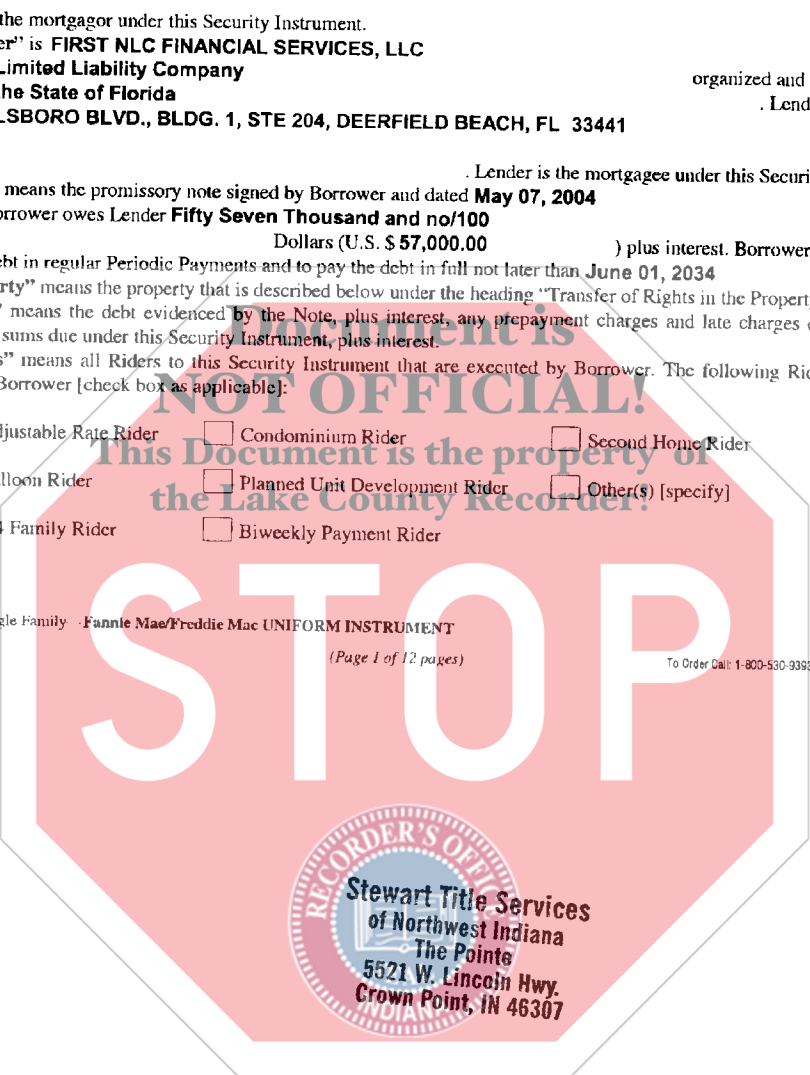 the mortgagor under this Security Instrument.
er” is FIRST NLC FINANCIAL SERVICES, LLC
Limited Liability Company
organized and
he State of Florida
. Lend
LSBORO BLVD., BLDG. 1, STE 204, DEERFIELD BEACH, FL 33441
. Lender is the mortgagee under this Securi
means the promissory note signed by Borrower and dated May 07, 2004
orrower owes Lender Fifty Seven Thousand and no/100
Dollars (U.S. $ 57,000.00 ) plus interest. Borrower
ebt in regular Periodic Payments and to pay the debt in full not later than June 01, 2034
rty” means the property that is described below under the heading “Transfer of Rights in the Property
” means the debt evidenced by the Note, plus interest, any prepayment charges and late charges
sums due under this Security Instrument, plus interest.
s” means all Riders to this Security Instrument that are executed by Borrower. The following Rid
Borrower [check box as applicable]:
Document is
NOT OFFICIAL!
This Document is the property of
the Lake County Recorder!
djustable Rate Rider Condominium Rider Second Home Rider
lloon Rider Planned Unit Development Rider Other(s) [specify]
4 Family Rider Biweekly Payment Rider
STOP
gle Family - Fannie Mae/Freddie Mac UNIFORM INSTRUMENT
(Page 1 of 12 pages)
To Order Call: 1-800-530-9393
RECORDER'S OFFICE
Stewart Title Services
of Northwest Indiana
The Pointe
5521 W. Lincoln Hwy.
Crown Point, IN 46307
INDIANA